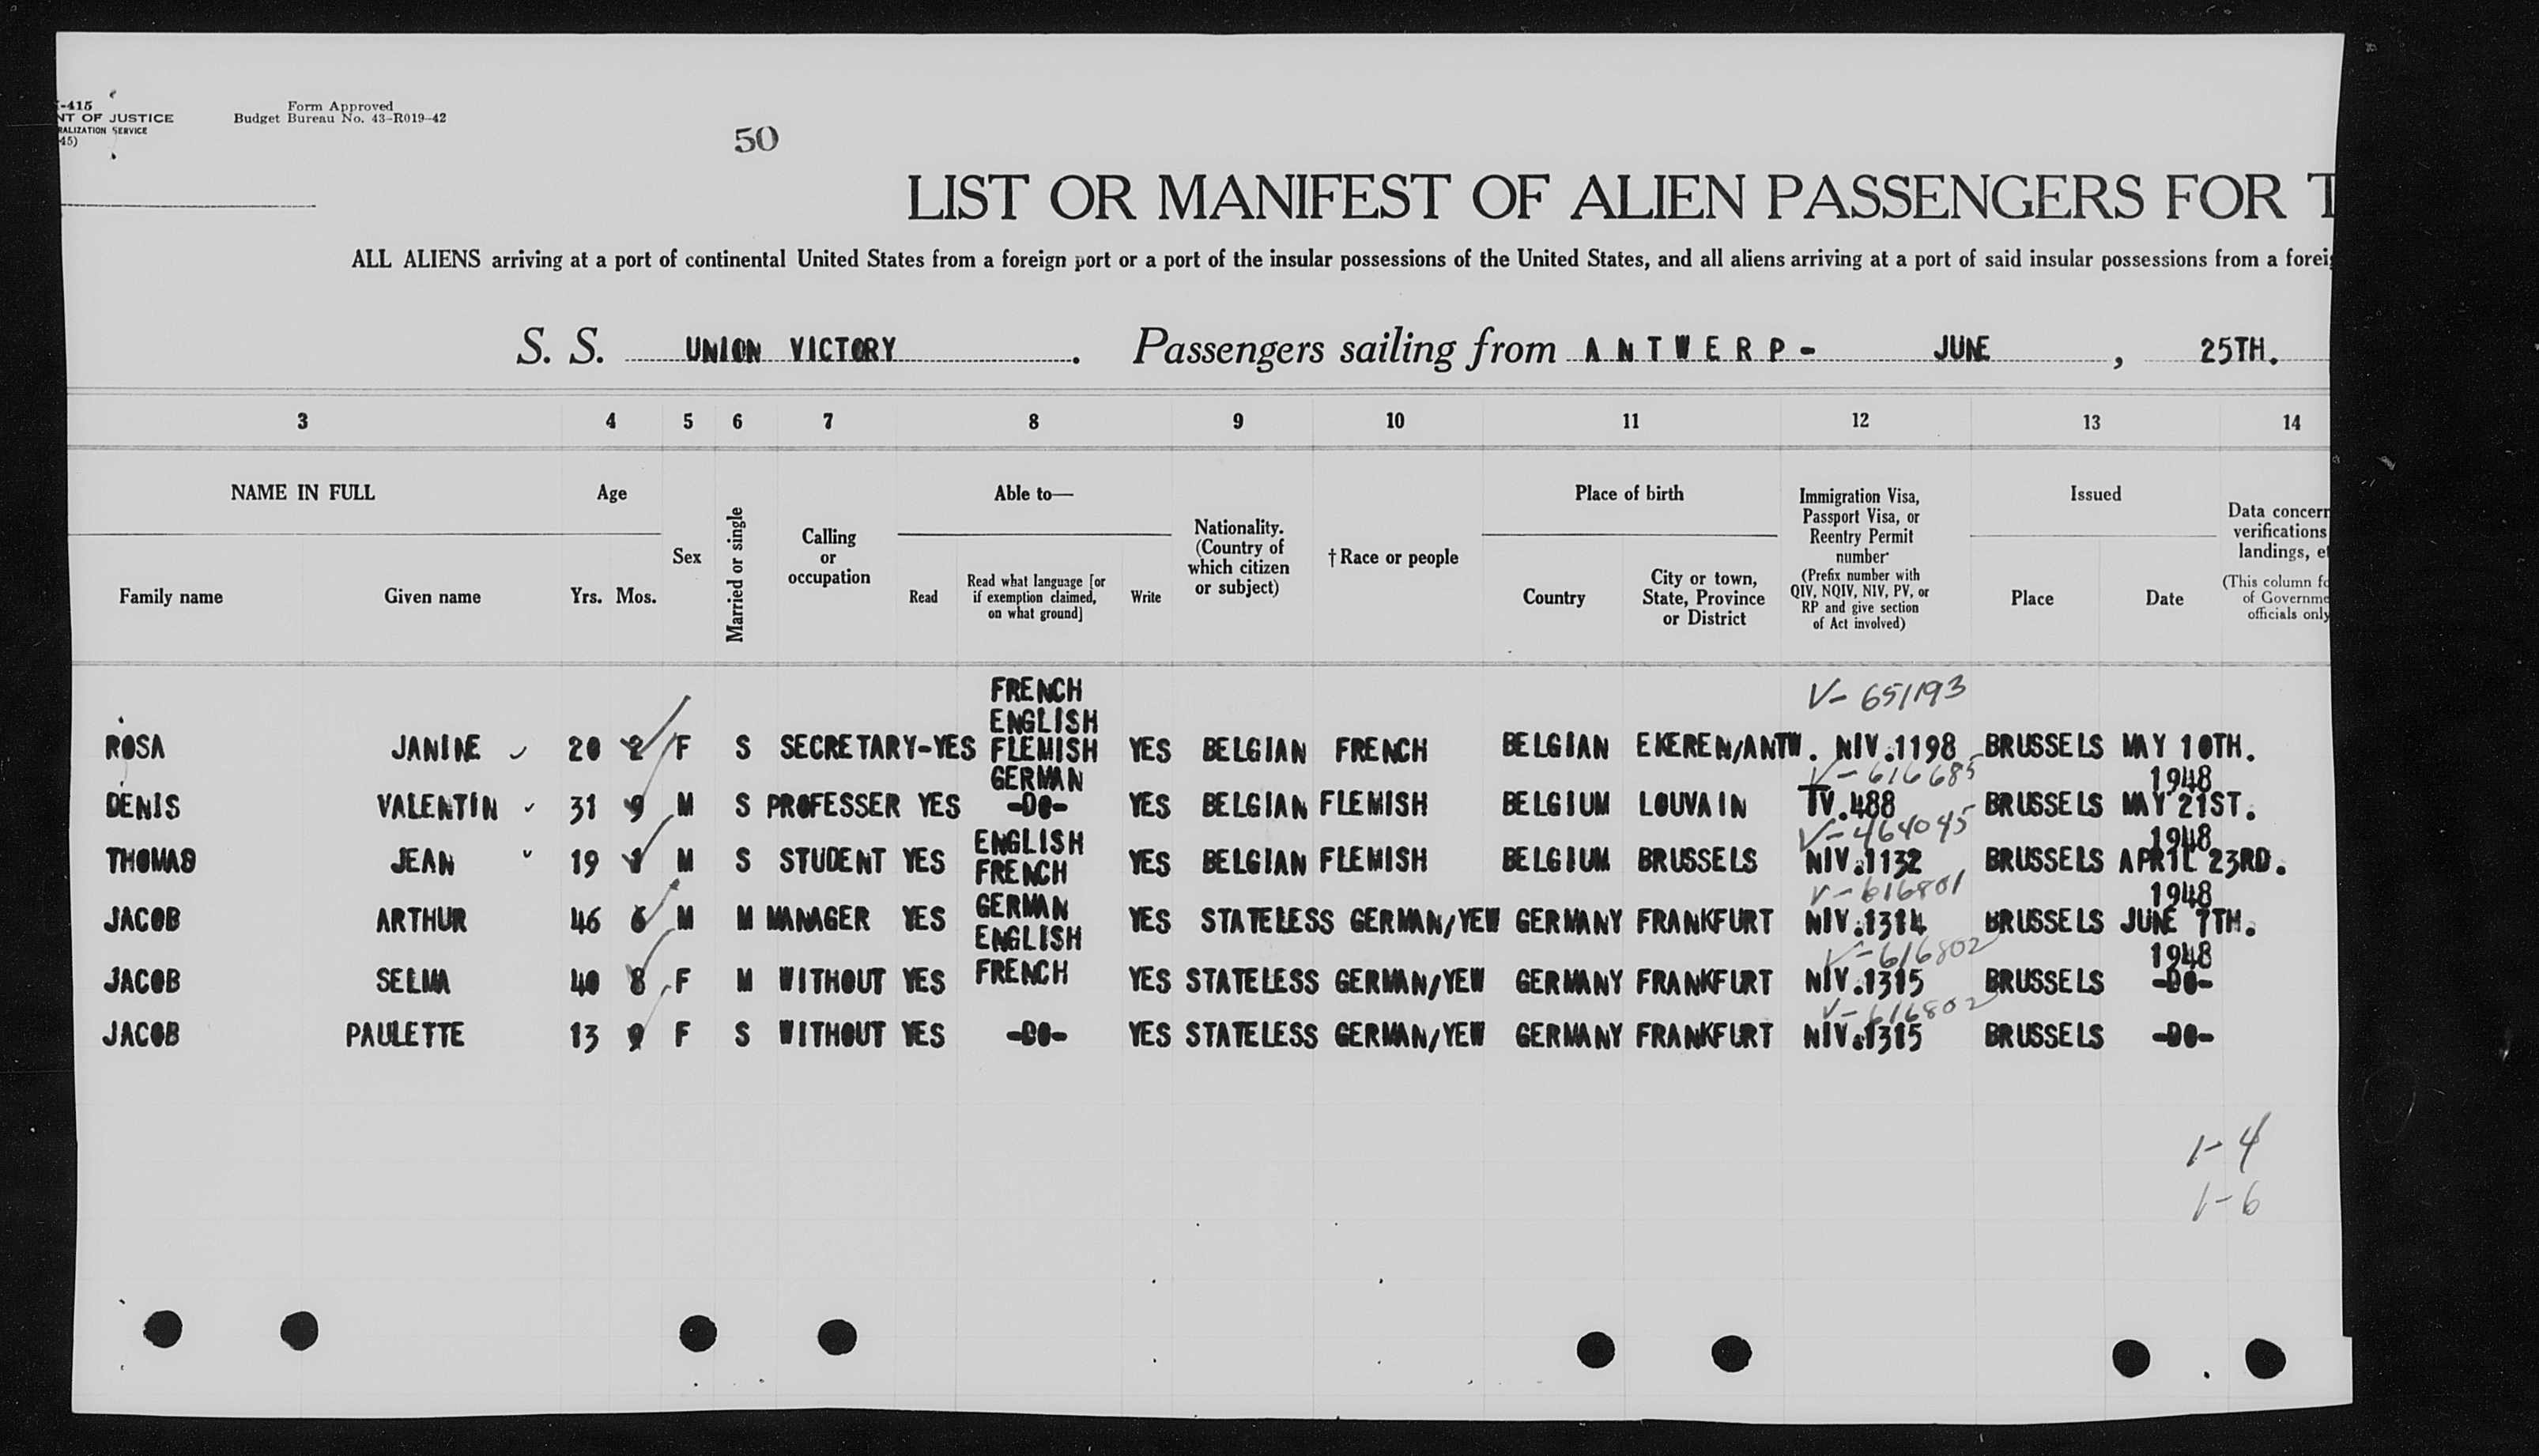 -415
NT OF JUSTICE
RALIZATION SERVICE
45)
Form Approved
Budget Bureau No. 43-R019-42
50
LIST OR MANIFEST OF ALIEN PASSENGERS FOR T
ALL ALIENS arriving at a port of continental United States from a foreign port or a port of the insular possessions of the United States, and all aliens arriving at a port of said insular possessions from a foreig
S. S. UNION VICTORY. Passengers sailing from ANTWERP- JUNE, 25TH.
3 4 5 6 7 8 9 10 11 12 13 14
NAME IN FULL
Family name Given name
Age
Yrs. Mos.
Sex
Married or single
Calling
or
occupation
Able to—
Read
Read what language [or
if exemption claimed,
on what ground]
Write
Nationality.
(Country of
which citizen
or subject)
†Race or people
Place of birth
Country
City or town,
State, Province
or District
Immigration Visa,
Passport Visa, or
Reentry Permit
number
(Prefix number with
QIV, NQIV, NIV, PV, or
RP and give section
of Act involved)
Issued
Place Date
Data concern
verifications
landings, et
(This column fo
of Governme
officials only
FRENCH V-651193
ENGLISH
ROSA JANINE 20 2 F S SECRETARY-YES FLEMISH YES BELGIAN FRENCH BELGIAN EKEREN/ANTW. NIV.1198 BRUSSELS MAY 10TH.
GERMAN V-616685 1948
DENIS VALENTIN 31 9 M S PROFESSER YES -DO- YES BELGIAN FLEMISH BELGIUM LOUVAIN TV.488 BRUSSELS MAY 21ST.
ENGLISH V-464045 1948
THOMAS JEAN 19 1 M S STUDENT YES FRENCH YES BELGIAN FLEMISH BELGIUM BRUSSELS NIV.1132 BRUSSELS APRIL 23RD.
GERMAN V-616801 1948
JACOB ARTHUR 46 6 M M MANAGER YES ENGLISH YES STATELESS GERMAN/YEW GERMANY FRANKFURT NIV.1314 BRUSSELS JUNE 7TH.
V-616802 1948
JACOB SELMA 40 8 F M WITHOUT YES FRENCH YES STATELESS GERMAN/YEW GERMANY FRANKFURT NIV.1315 BRUSSELS -DO-
V-616802
JACOB PAULETTE 13 9 F S WITHOUT YES -DO- YES STATELESS GERMAN/YEW GERMANY FRANKFURT NIV.1315 BRUSSELS -DO-
1-4
1-6